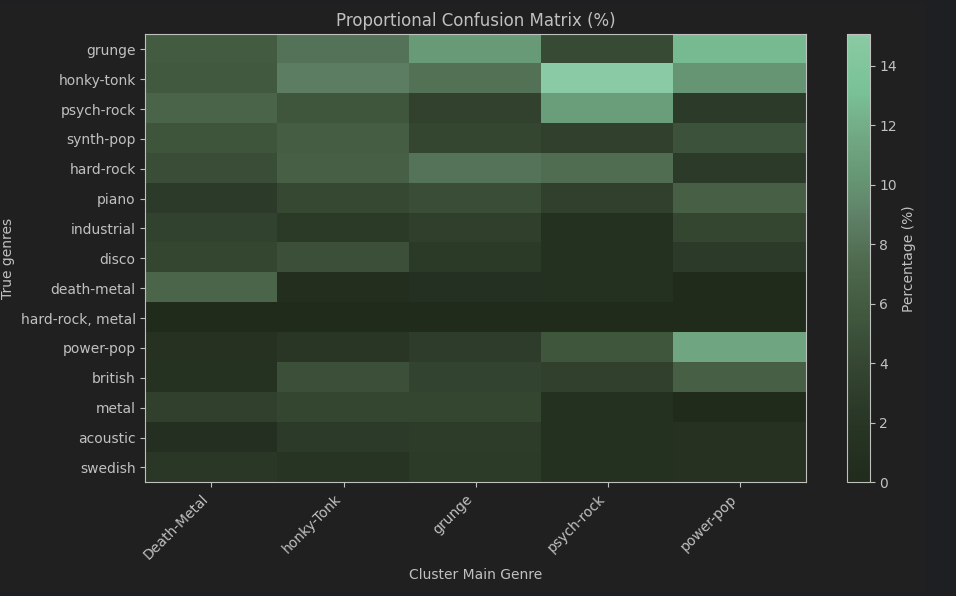 Proportional Confusion Matrix (%)
True genres
grunge
honky-tonk
psych-rock
synth-pop
hard-rock
piano
industrial
disco
death-metal
hard-rock, metal
power-pop
british
metal
acoustic
swedish
Death-Metal
honky-Tonk
grunge
psych-rock
power-pop
Cluster Main Genre
14
12
10
8
6
4
2
0
Percentage (%)